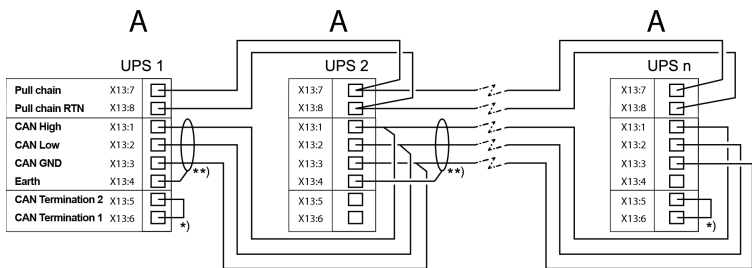 A A A
UPS 1 UPS 2 UPS n
Pull chain X13:7 X13:7 X13:7
Pull chain RTN X13:8 X13:8 X13:8
CAN High X13:1 X13:1 X13:1
CAN Low X13:2 X13:2 X13:2
CAN GND X13:3 **) X13:3 **) X13:3
Earth X13:4 X13:4 X13:4
CAN Termination 2 X13:5 X13:5 X13:5
CAN Termination 1 X13:6 *) X13:6 X13:6 *)